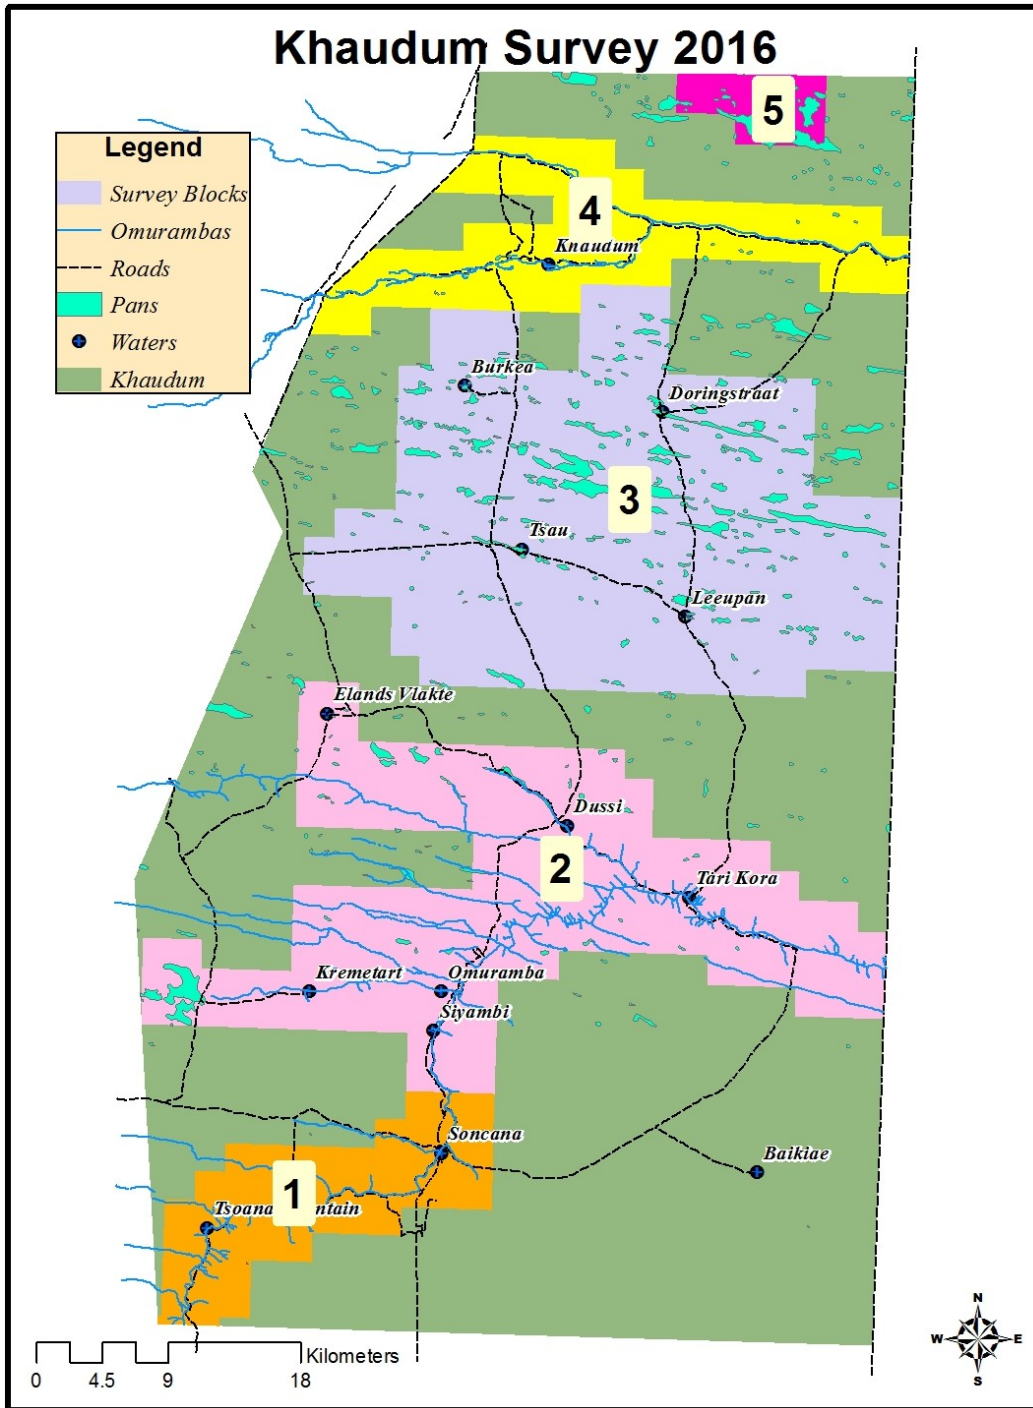 Khaudum Survey 2016
5
Legend
Survey Blocks
Omurambas
Roads
Pans
Waters
Khaudum
4
Khaudum
Burkea
Doringstraat
3
Tsau
Leeupan
Elands Vlakte
Dussi
2
Tari Kora
Kremetart
Omuramba
Siyambi
Soncana
Baikiae
1
Tsoana ntain
N
W E
S
Kilometers
0 4.5 9 18